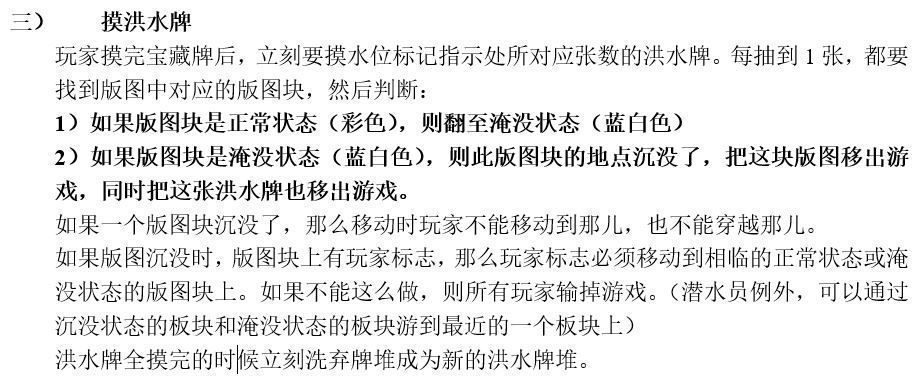 三） 摸洪水牌
玩家摸完宝藏牌后，立刻要摸水位标记指示处所对应张数的洪水牌。每抽到 1 张，都要
找到版图中对应的版图块，然后判断：
1）如果版图块是正常状态（彩色），则翻至淹没状态（蓝白色）
2）如果版图块是淹没状态（蓝白色），则此版图块的地点沉没了，把这块版图移出游
戏，同时把这张洪水牌也移出游戏。
如果一个版图块沉没了，那么移动时玩家不能移动到那儿，也不能穿越那儿。
如果版图沉没时，版图块上有玩家标志，那么玩家标志必须移动到相临的正常状态或淹
没状态的版图块上。如果不能这么做，则所有玩家输掉游戏。（潜水员例外，可以通过
沉没状态的板块和淹没状态的板块游到最近的一个板块上）
洪水牌全摸完的时候立刻洗弃牌堆成为新的洪水牌堆。